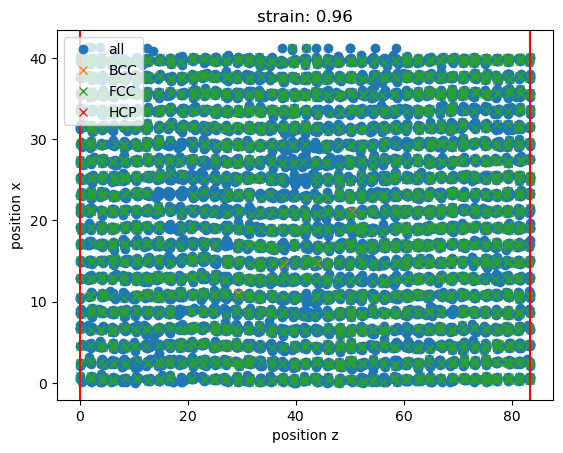 strain: 0.96
all
BCC
FCC
HCP
40
30
20
10
0
position x
0
20
40
60
80
position z